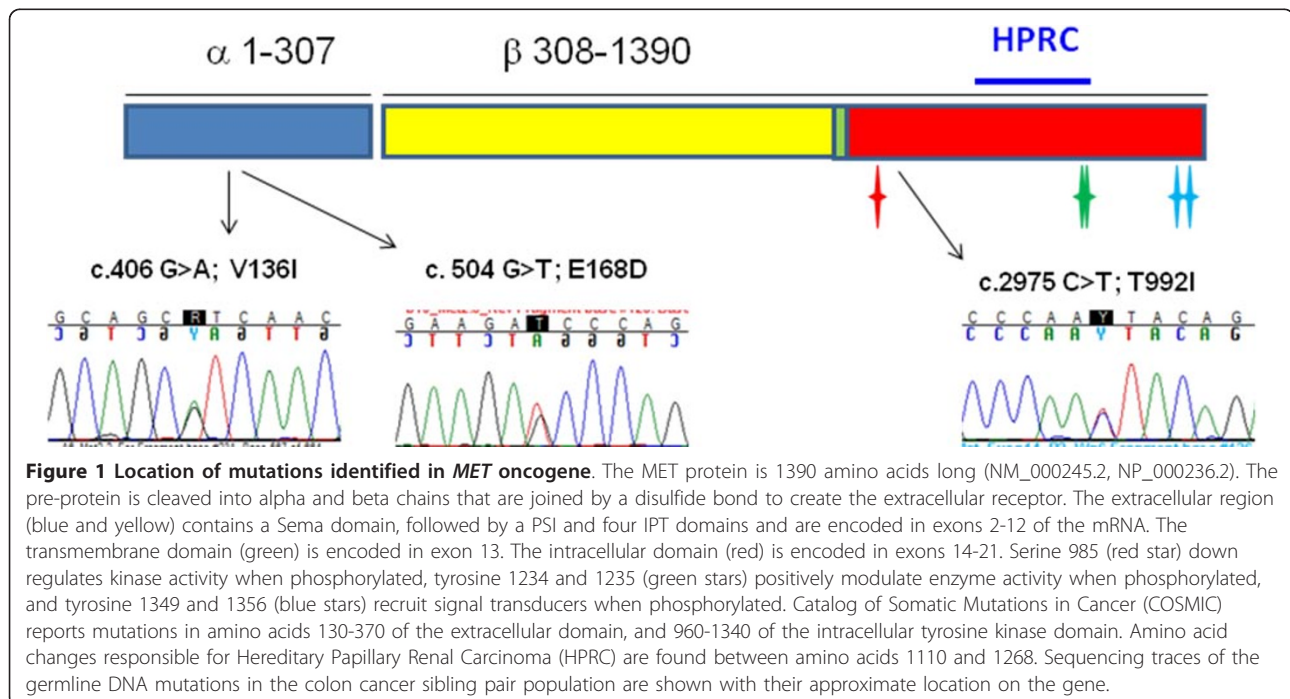 α 1-307
β 308-1390
HPRC
c.406 G>A; V136I
c. 504 G>T; E168D
c.2975 C>T; T992I
G C A G C R T C A A C
G A A G A T C C C A G
C T T C T A G G G T C
C C C A A Y T A C A G
C C C A A Y T A C A G
Figure 1 Location of mutations identified in MET oncogene. The MET protein is 1390 amino acids long (NM_000245.2, NP_000236.2). The
pre-protein is cleaved into alpha and beta chains that are joined by a disulfide bond to create the extracellular receptor. The extracellular region
(blue and yellow) contains a Sema domain, followed by a PSI and four IPT domains and are encoded in exons 2-12 of the mRNA. The
transmembrane domain (green) is encoded in exon 13. The intracellular domain (red) is encoded in exons 14-21. Serine 985 (red star) down
regulates kinase activity when phosphorylated, tyrosine 1234 and 1235 (green stars) positively modulate enzyme activity when phosphorylated,
and tyrosine 1349 and 1356 (blue stars) recruit signal transducers when phosphorylated. Catalog of Somatic Mutations in Cancer (COSMIC)
reports mutations in amino acids 130-370 of the extracellular domain, and 960-1340 of the intracellular tyrosine kinase domain. Amino acid
changes responsible for Hereditary Papillary Renal Carcinoma (HPRC) are found between amino acids 1110 and 1268. Sequencing traces of the
germline DNA mutations in the colon cancer sibling pair population are shown with their approximate location on the gene.